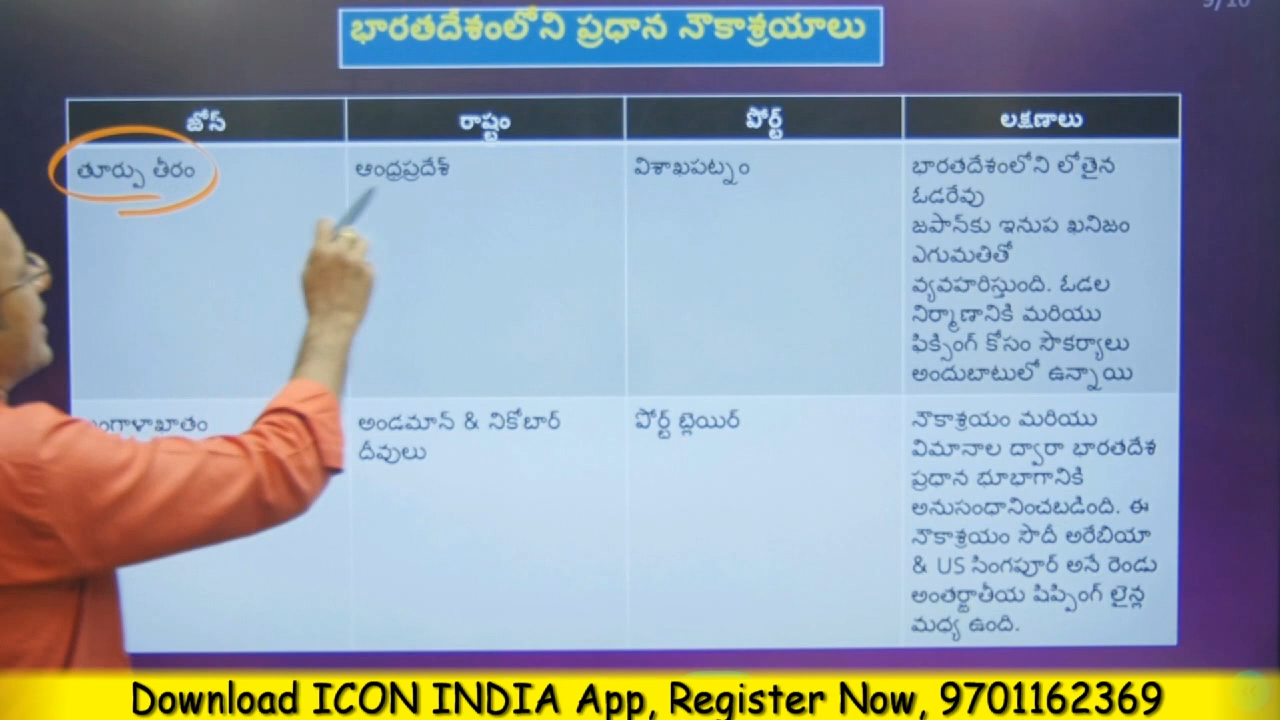 9/10
భారతదేశంలోని ప్రధాన నౌకాశ్రయాలు
జోస్ రాష్ట్రం పోర్ట్ లక్షణాలు
తూర్పు తీరం
ఆంధ్రప్రదేశ్
విశాఖపట్నం
భారతదేశంలోని లోతైన
ఓడరేవు
జపాన్‌కు ఇనుప ఖనిజం
ఎగుమతితో
వ్యవహరిస్తుంది. ఓడల
నిర్మాణానికి మరియు
ఫిక్సింగ్ కోసం సౌకర్యాలు
అందుబాటులో ఉన్నాయి
అండమాన్ & నికోబార్
దీవులు
పోర్ట్ బ్లెయిర్
నౌకాశ్రయం మరియు
విమానాల ద్వారా భారతదేశ
ప్రధాన భూభాగానికి
అనుసంధానించబడింది. ఈ
నౌకాశ్రయం సౌదీ అరేబియా
& US సింగపూర్ అనే రెండు
అంతర్జాతీయ షిప్పింగ్ లైన్ల
మధ్య ఉంది.
Download ICON INDIA App, Register Now, 9701162369